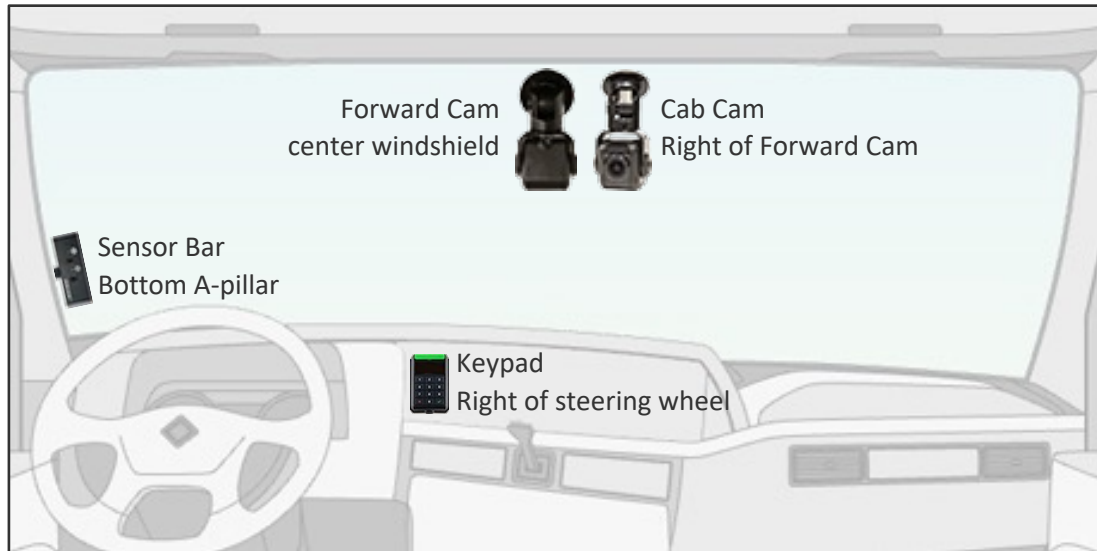 Forward Cam
center windshield
Cab Cam
Right of Forward Cam
Sensor Bar
Bottom A-pillar
Keypad
Right of steering wheel